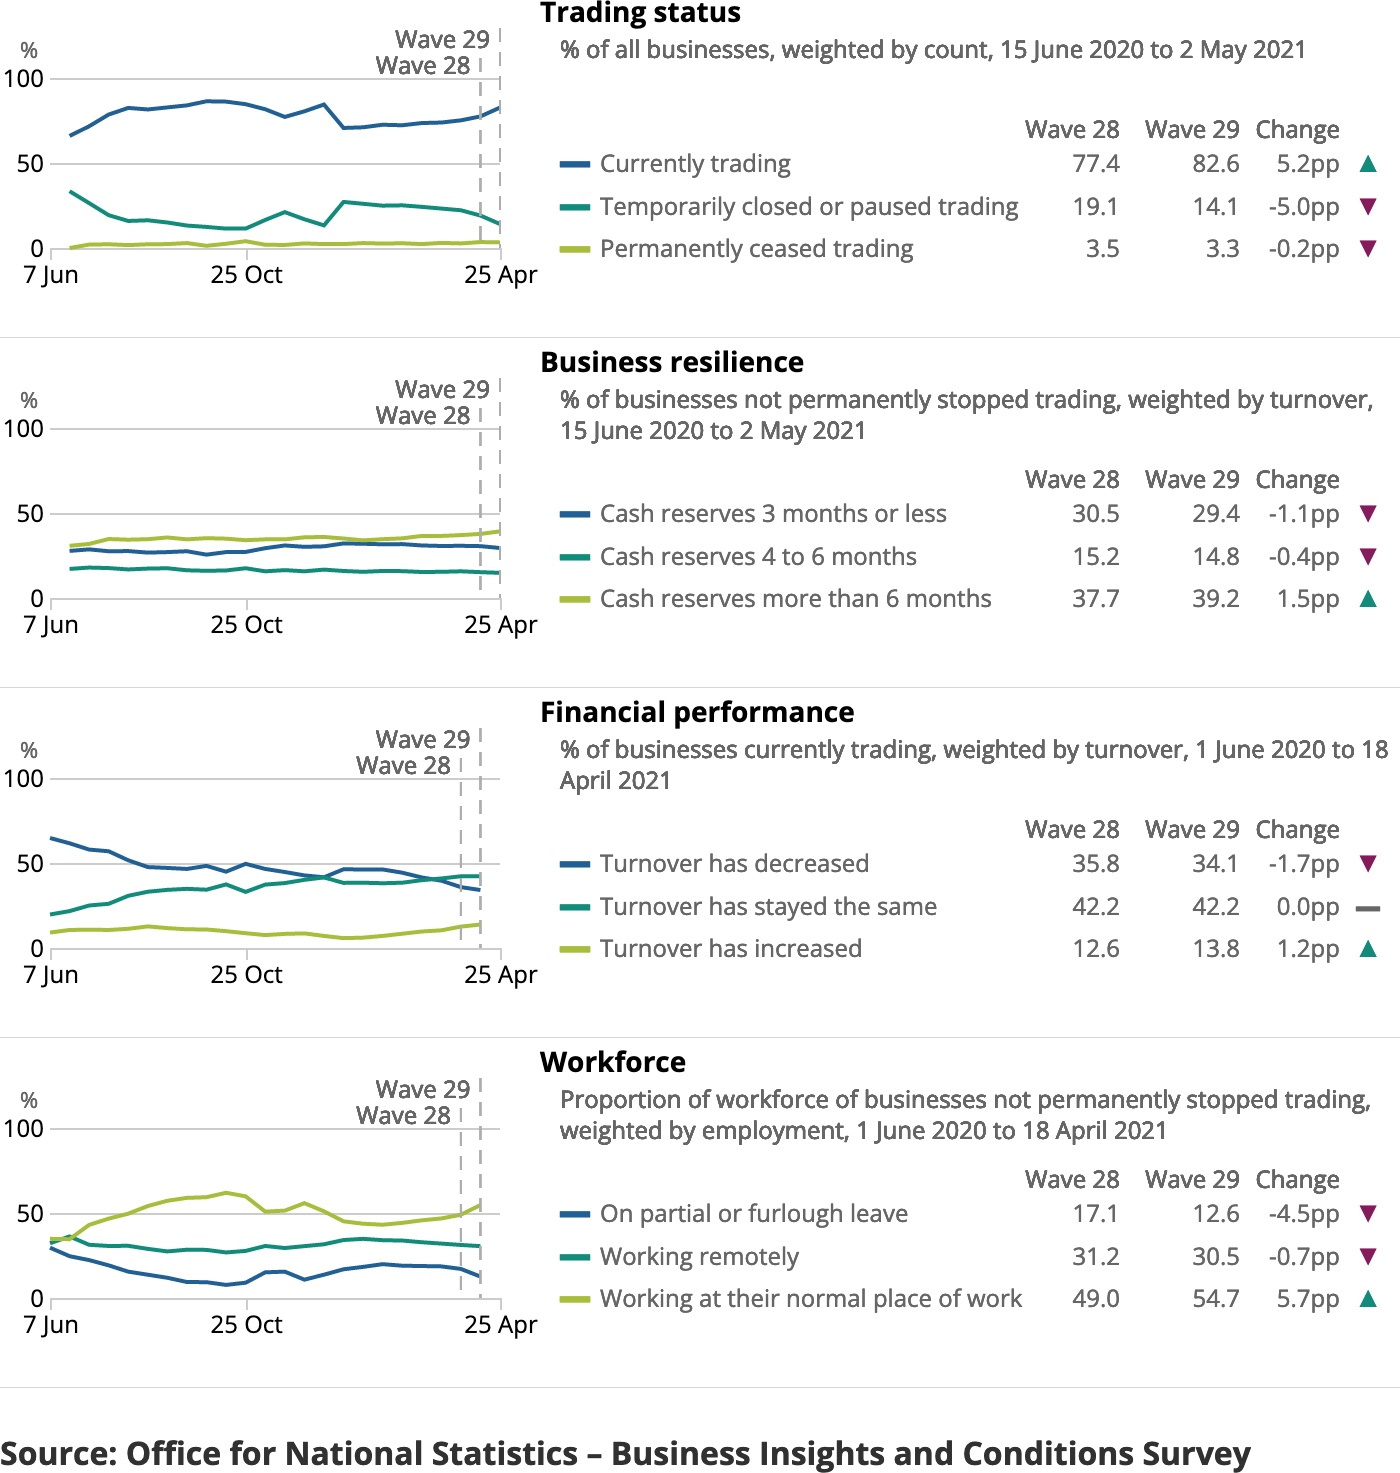 Trading status
% of all businesses, weighted by count, 15 June 2020 to 2 May 2021
Wave 29
Wave 28
%
100
50
0
7 Jun 25 Oct 25 Apr
Wave 28 Wave 29 Change
Currently trading 77.4 82.6 5.2pp ▲
Temporarily closed or paused trading 19.1 14.1 -5.0pp ▼
Permanently ceased trading 3.5 3.3 -0.2pp ▼
Business resilience
% of businesses not permanently stopped trading, weighted by turnover,
15 June 2020 to 2 May 2021
Wave 29
Wave 28
%
100
50
0
7 Jun 25 Oct 25 Apr
Wave 28 Wave 29 Change
Cash reserves 3 months or less 30.5 29.4 -1.1pp ▼
Cash reserves 4 to 6 months 15.2 14.8 -0.4pp ▼
Cash reserves more than 6 months 37.7 39.2 1.5pp ▲
Financial performance
% of businesses currently trading, weighted by turnover, 1 June 2020 to 18
April 2021
Wave 29
Wave 28
%
100
50
0
7 Jun 25 Oct 25 Apr
Wave 28 Wave 29 Change
Turnover has decreased 35.8 34.1 -1.7pp ▼
Turnover has stayed the same 42.2 42.2 0.0pp —
Turnover has increased 12.6 13.8 1.2pp ▲
Workforce
Proportion of workforce of businesses not permanently stopped trading,
weighted by employment, 1 June 2020 to 18 April 2021
Wave 29
Wave 28
%
100
50
0
7 Jun 25 Oct 25 Apr
Wave 28 Wave 29 Change
On partial or furlough leave 17.1 12.6 -4.5pp ▼
Working remotely 31.2 30.5 -0.7pp ▼
Working at their normal place of work 49.0 54.7 5.7pp ▲
Source: Office for National Statistics – Business Insights and Conditions Survey